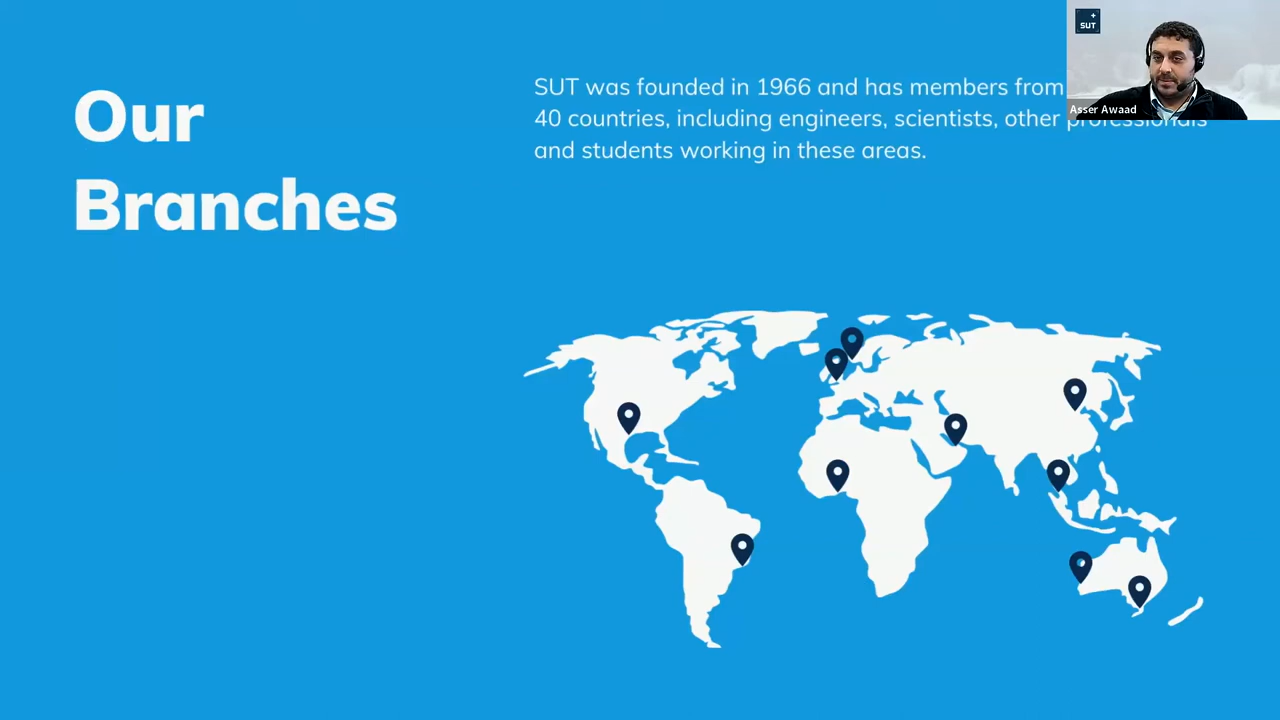 Our
Branches
SUT was founded in 1966 and has members from
40 countries, including engineers, scientists, other professionals
and students working in these areas.
SUT
Asser Awaad